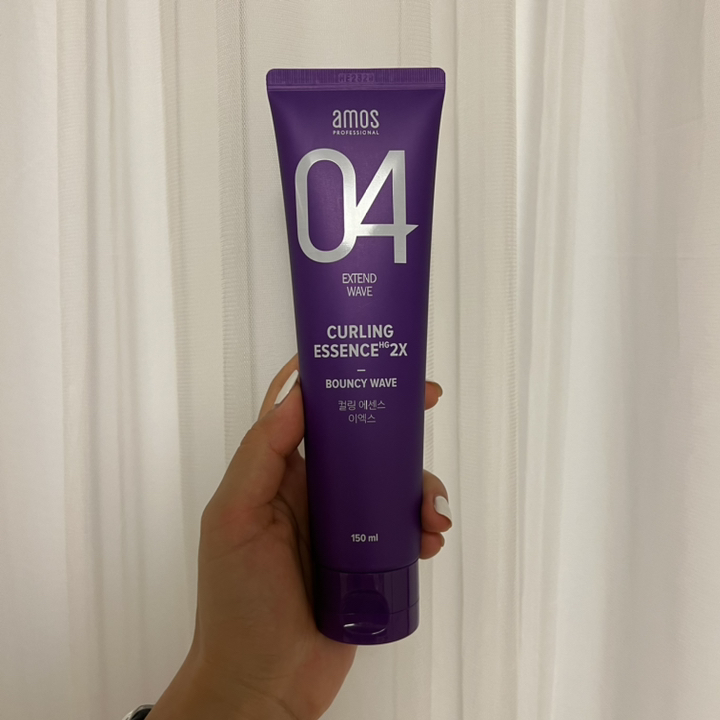 amos
PROFESSIONAL
04
EXTEND
WAVE
CURLING
ESSENCE HG 2X
BOUNCY WAVE
컬링 에센스
이엑스
150 ml